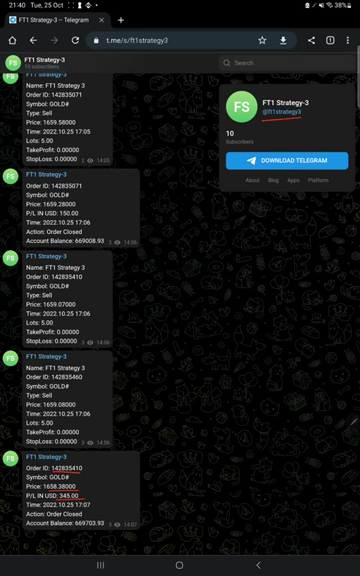 21:40 Tue, 25 Oct
38%
FT1 Strategy-3 – Telegram
t.me/s/ft1strategy3
1
FT1 Strategy-3
10 subscribers
Search
FT1 Strategy-3
Name: FT1 Strategy 3
Order ID: 142835071
Symbol: GOLD#
Type: Sell
Price: 1659.58000
Time: 2022.10.25 17:05
Lots: 5.00
TakeProfit: 0.00000
StopLoss: 0.00000
2 14:05
FT1 Strategy-3
Order ID: 142835071
Symbol: GOLD#
Price: 1659.28000
P/L IN USD: 150.00
Time: 2022.10.25 17:06
Action: Order Closed
Account Balance: 669008.93
3 14:06
FT1 Strategy-3
Name: FT1 Strategy 3
Order ID: 142835410
Symbol: GOLD#
Type: Sell
Price: 1659.07000
Time: 2022.10.25 17:06
Lots: 5.00
TakeProfit: 0.00000
StopLoss: 0.00000
3 14:06
FT1 Strategy-3
Name: FT1 Strategy 3
Order ID: 142835460
Symbol: GOLD#
Type: Sell
Price: 1659.08000
Time: 2022.10.25 17:06
Lots: 5.00
TakeProfit: 0.00000
StopLoss: 0.00000
3 14:06
FT1 Strategy-3
Order ID: 142835410
Symbol: GOLD#
Price: 1658.38000
P/L IN USD: 345.00
Time: 2022.10.25 17:07
Action: Order Closed
Account Balance: 669703.93
3 14:07
FS
FT1 Strategy-3
@ft1strategy3
10
Subscribers
DOWNLOAD TELEGRAM
About Blog Apps Platform